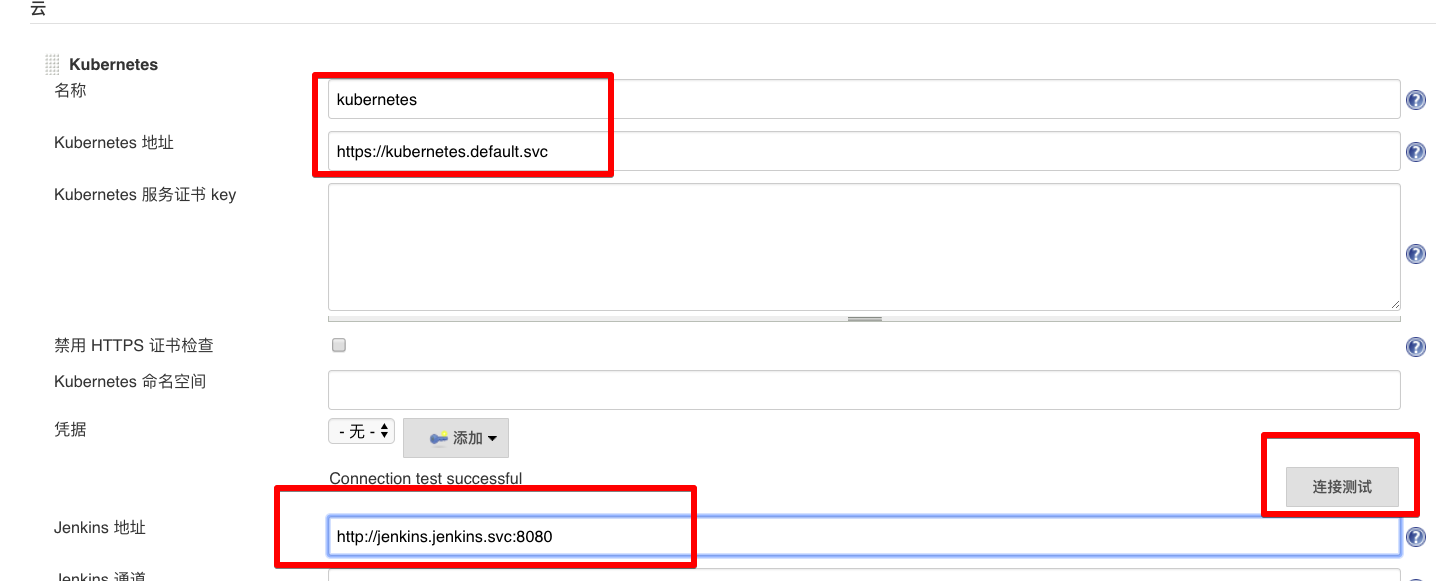 云
Kubernetes
名称
kubernetes
Kubernetes 地址
https://kubernetes.default.svc
Kubernetes 服务证书 key
禁用 HTTPS 证书检查
Kubernetes 命名空间
凭据
- 无 -
添加
Connection test successful
连接测试
Jenkins 地址
http://jenkins.jenkins.svc:8080
Jenkins 通道